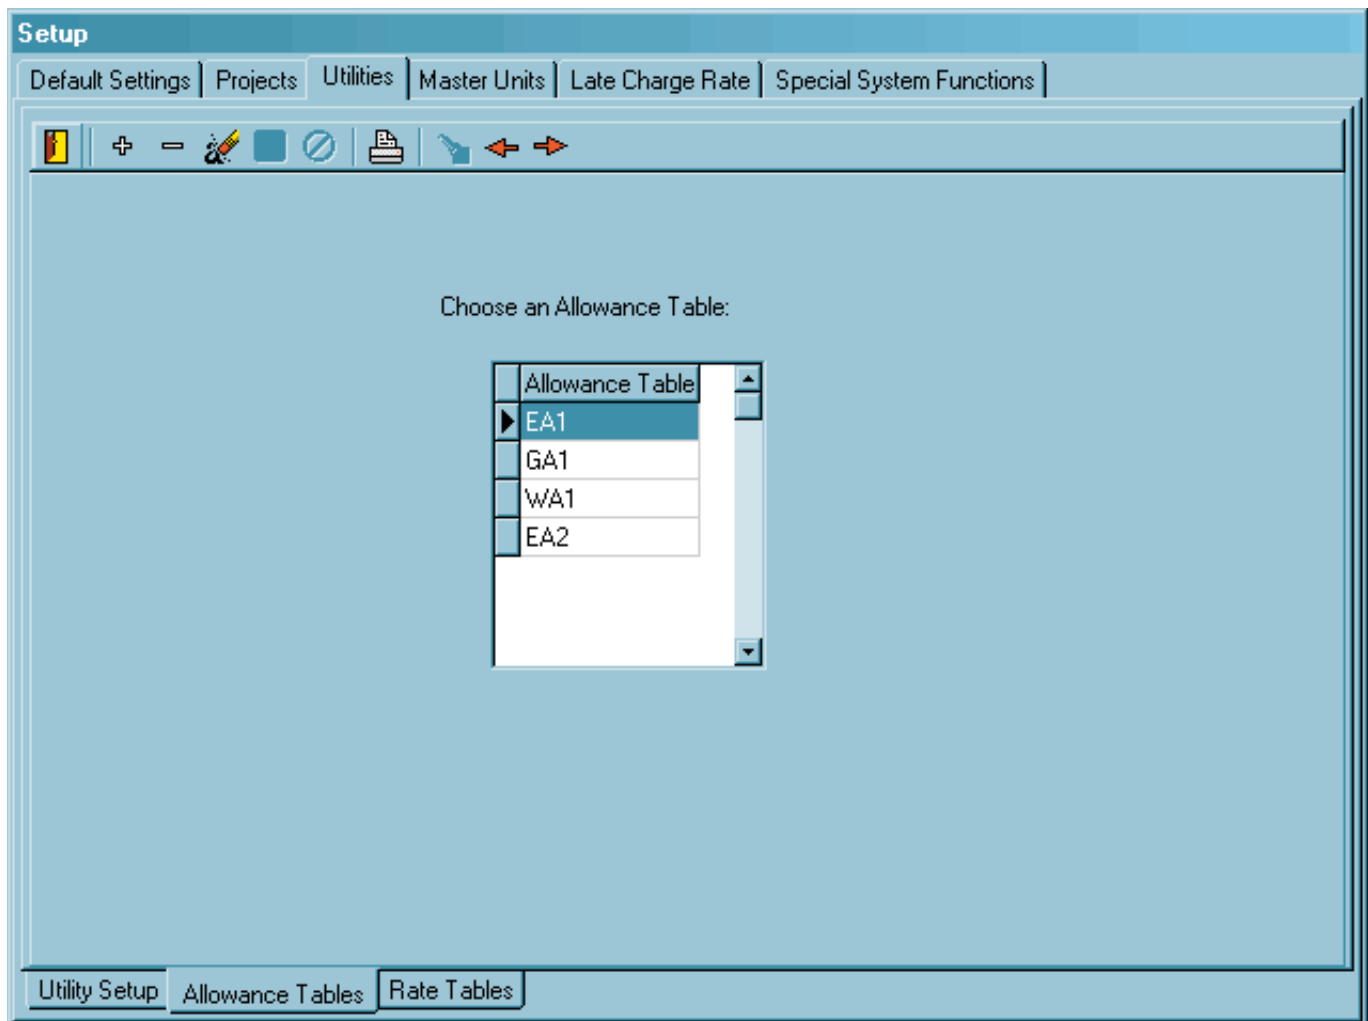 Setup
Default Settings Projects Utilities Master Units Late Charge Rate Special System Functions
Choose an Allowance Table:
Allowance Table
EA1
GA1
WA1
EA2
Utility Setup Allowance Tables Rate Tables